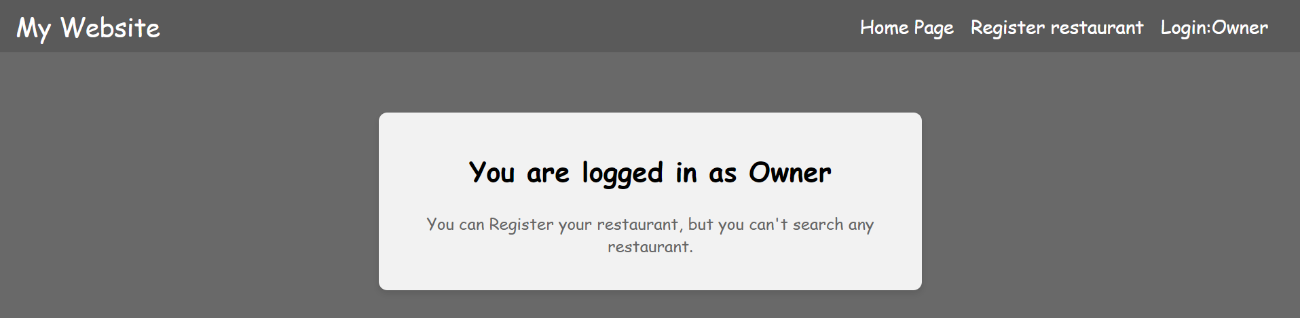 My Website
Home Page Register restaurant Login:Owner
You are logged in as Owner
You can Register your restaurant, but you can't search any
restaurant.